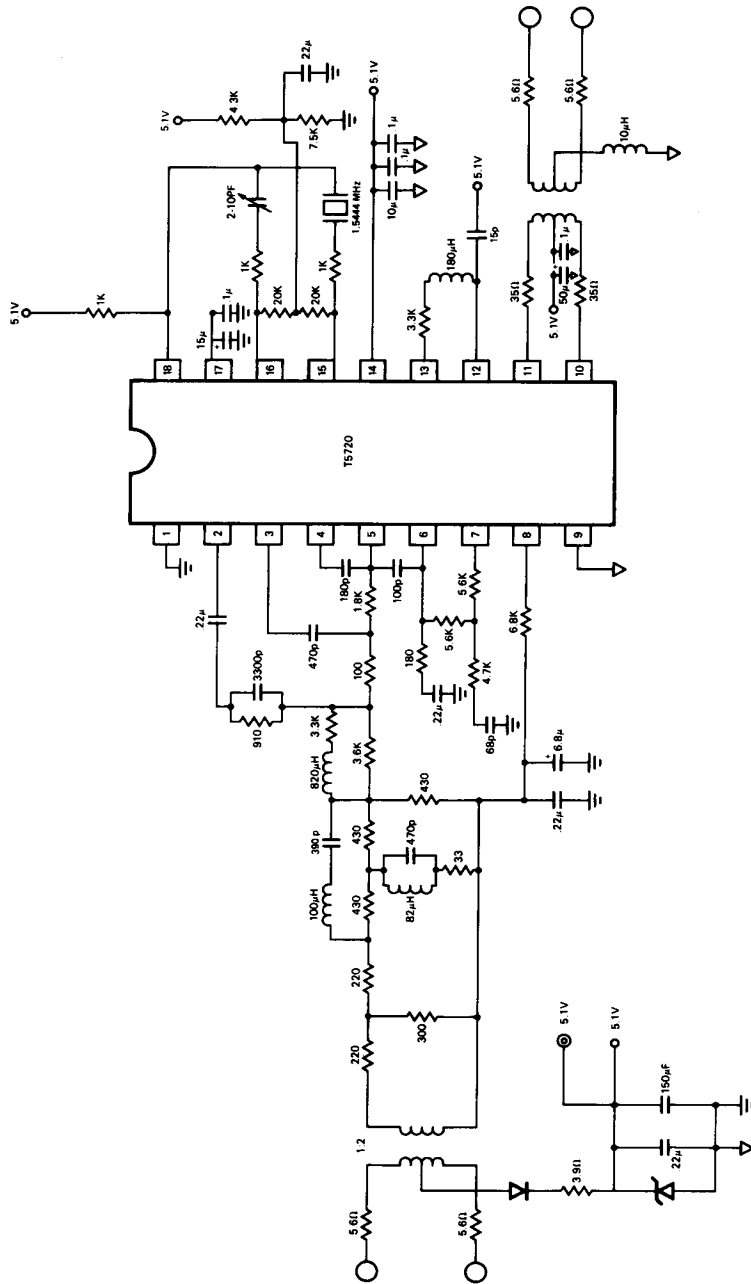 5.1V
1K
5.1V
4.3K
22µ
7.5K
2-10PF
1.5444 MHz
1K
20K
20K
1K
15µ
+
.1µ
5.1V
10µ
.1µ
.1µ
3.3K
180µH
15p
5.1V
35Ω
35Ω
5.1V
50µ
+
.1µ
5.6Ω
5.6Ω
10µH
18
17
16
15
14
13
12
11
10
T5720
1
2
3
4
5
6
7
8
9
.22µ
3300p
910
470p
180p
1.8K
100p
100
3.3K
820µH
3.6K
5.6K
5.6K
180
.22µ
4.7K
68p
6.8K
+
6.8µ
.22µ
430
390p
100µH
430
430
470p
82µH
33
220
220
300
1:2
5.6Ω
5.6Ω
3.9Ω
5.1V
5.1V
150µF
.22µ